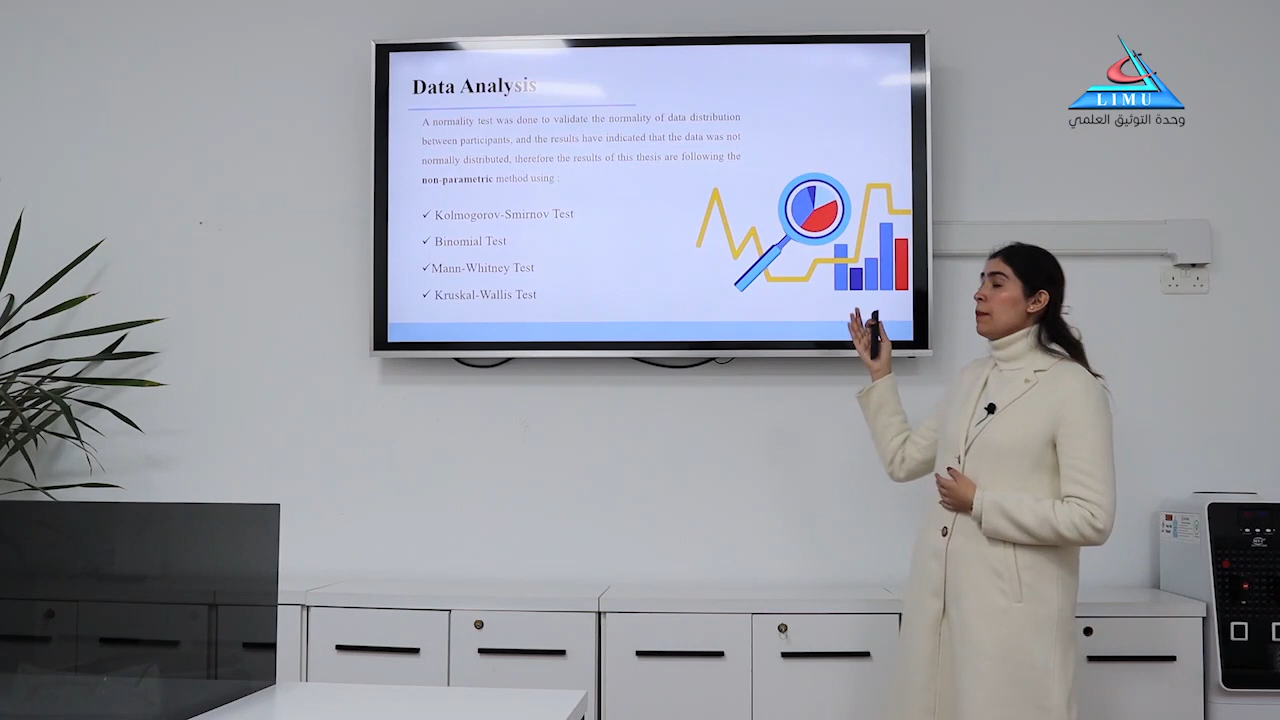 Data Analysis
A normality test was done to validate the normality of data distribution
between participants, and the results have indicated that the data was not
normally distributed, therefore the results of this thesis are following the
non-parametric method using :
✓ Kolmogorov-Smirnov Test
✓ Binomial Test
✓ Mann-Whitney Test
✓ Kruskal-Wallis Test
LIMU
وحدة التوثيق العلمي